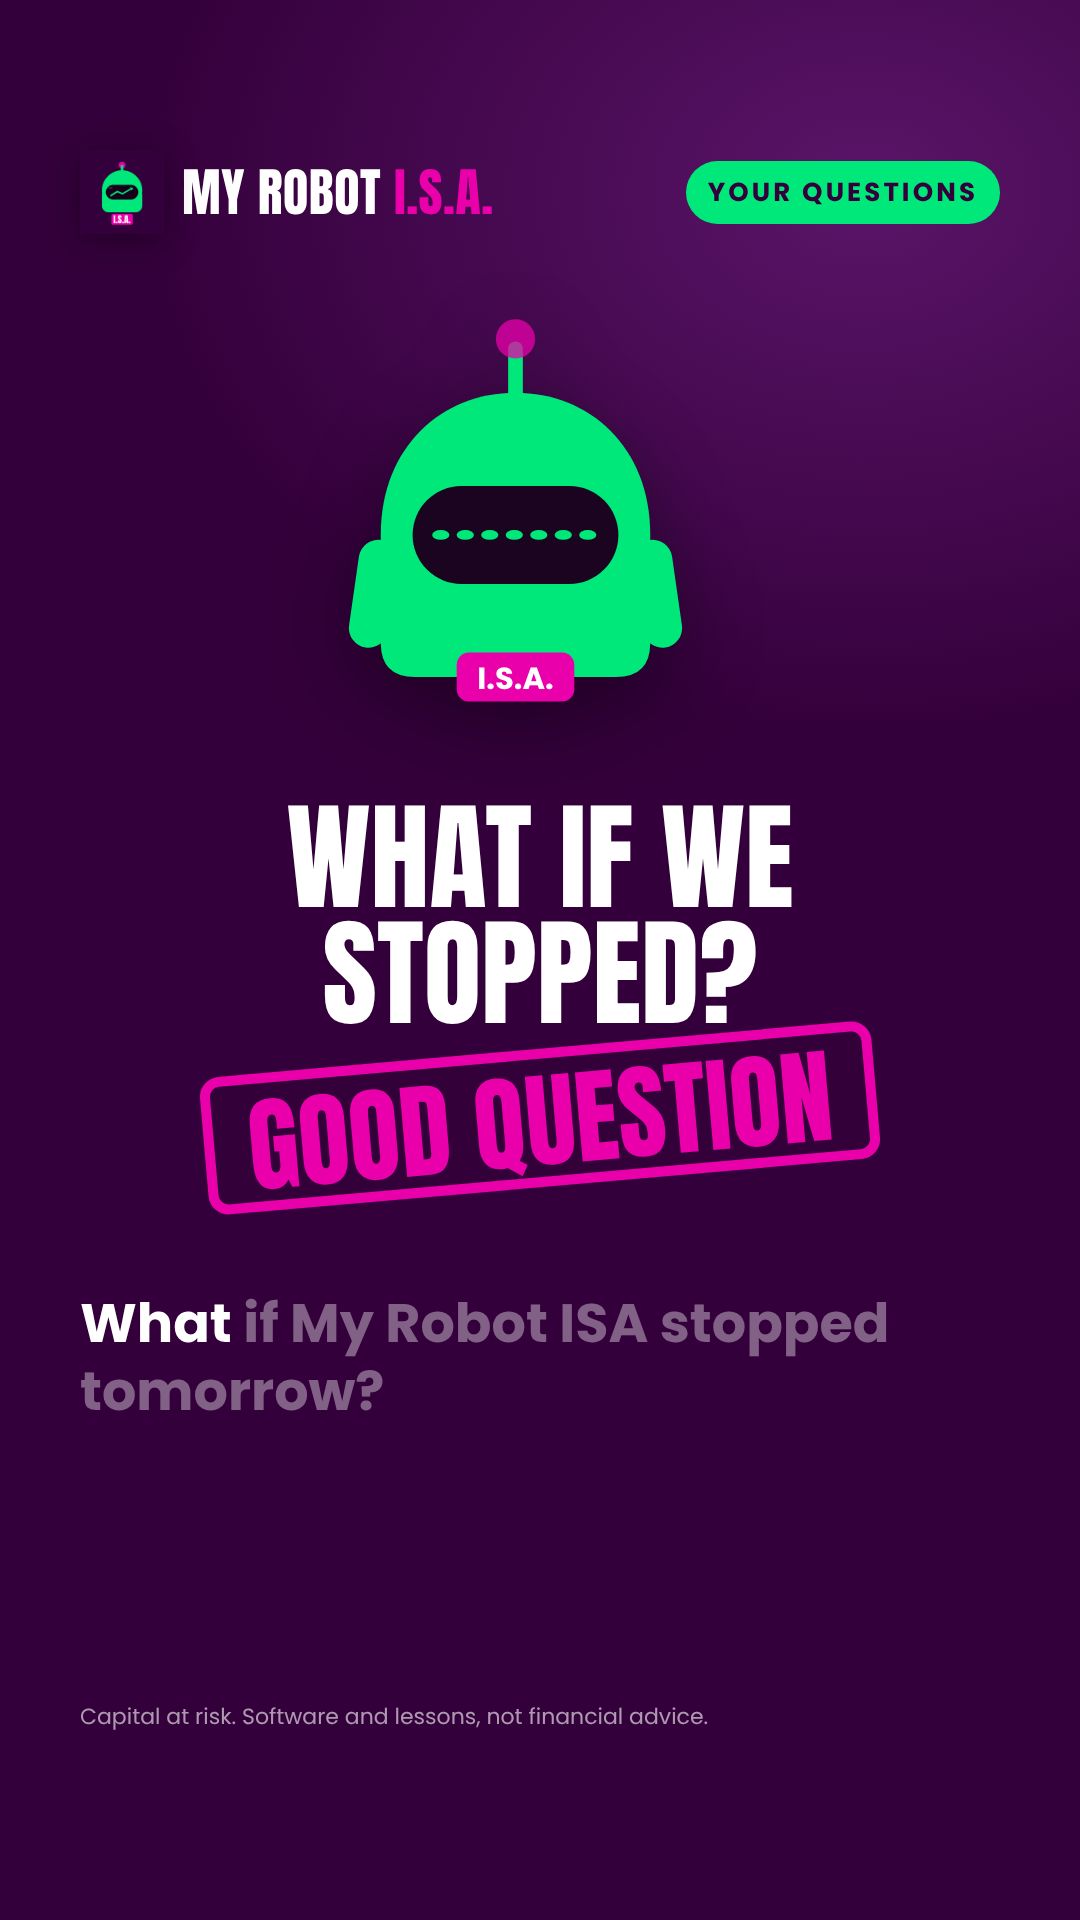 I.S.A.
MY ROBOT I.S.A.
YOUR QUESTIONS
I.S.A.
WHAT IF WE
STOPPED?
GOOD QUESTION
What if My Robot ISA stopped
tomorrow?
Capital at risk. Software and lessons, not financial advice.